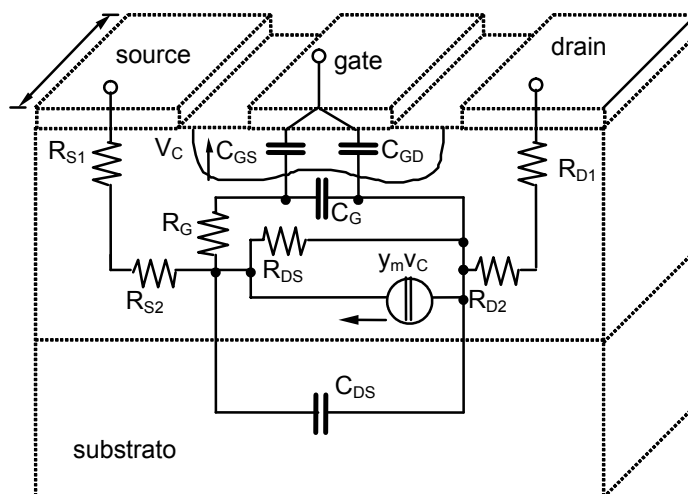 source
gate
drain
R_S1
V_C
C_GS
C_GD
R_D1
R_G
C_G
R_DS
y_m v_C
R_S2
R_D2
C_DS
substrato